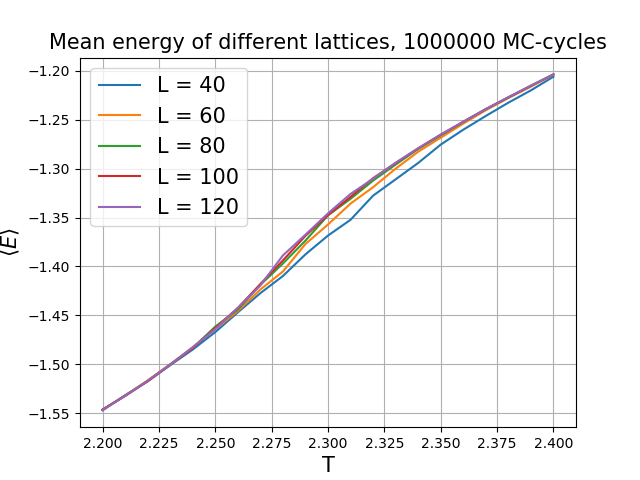 Mean energy of different lattices, 1000000 MC-cycles
−1.20
−1.25
−1.30
−1.35
−1.40
−1.45
−1.50
−1.55
⟨E⟩
L = 40
L = 60
L = 80
L = 100
L = 120
2.200 2.225 2.250 2.275 2.300 2.325 2.350 2.375 2.400
T